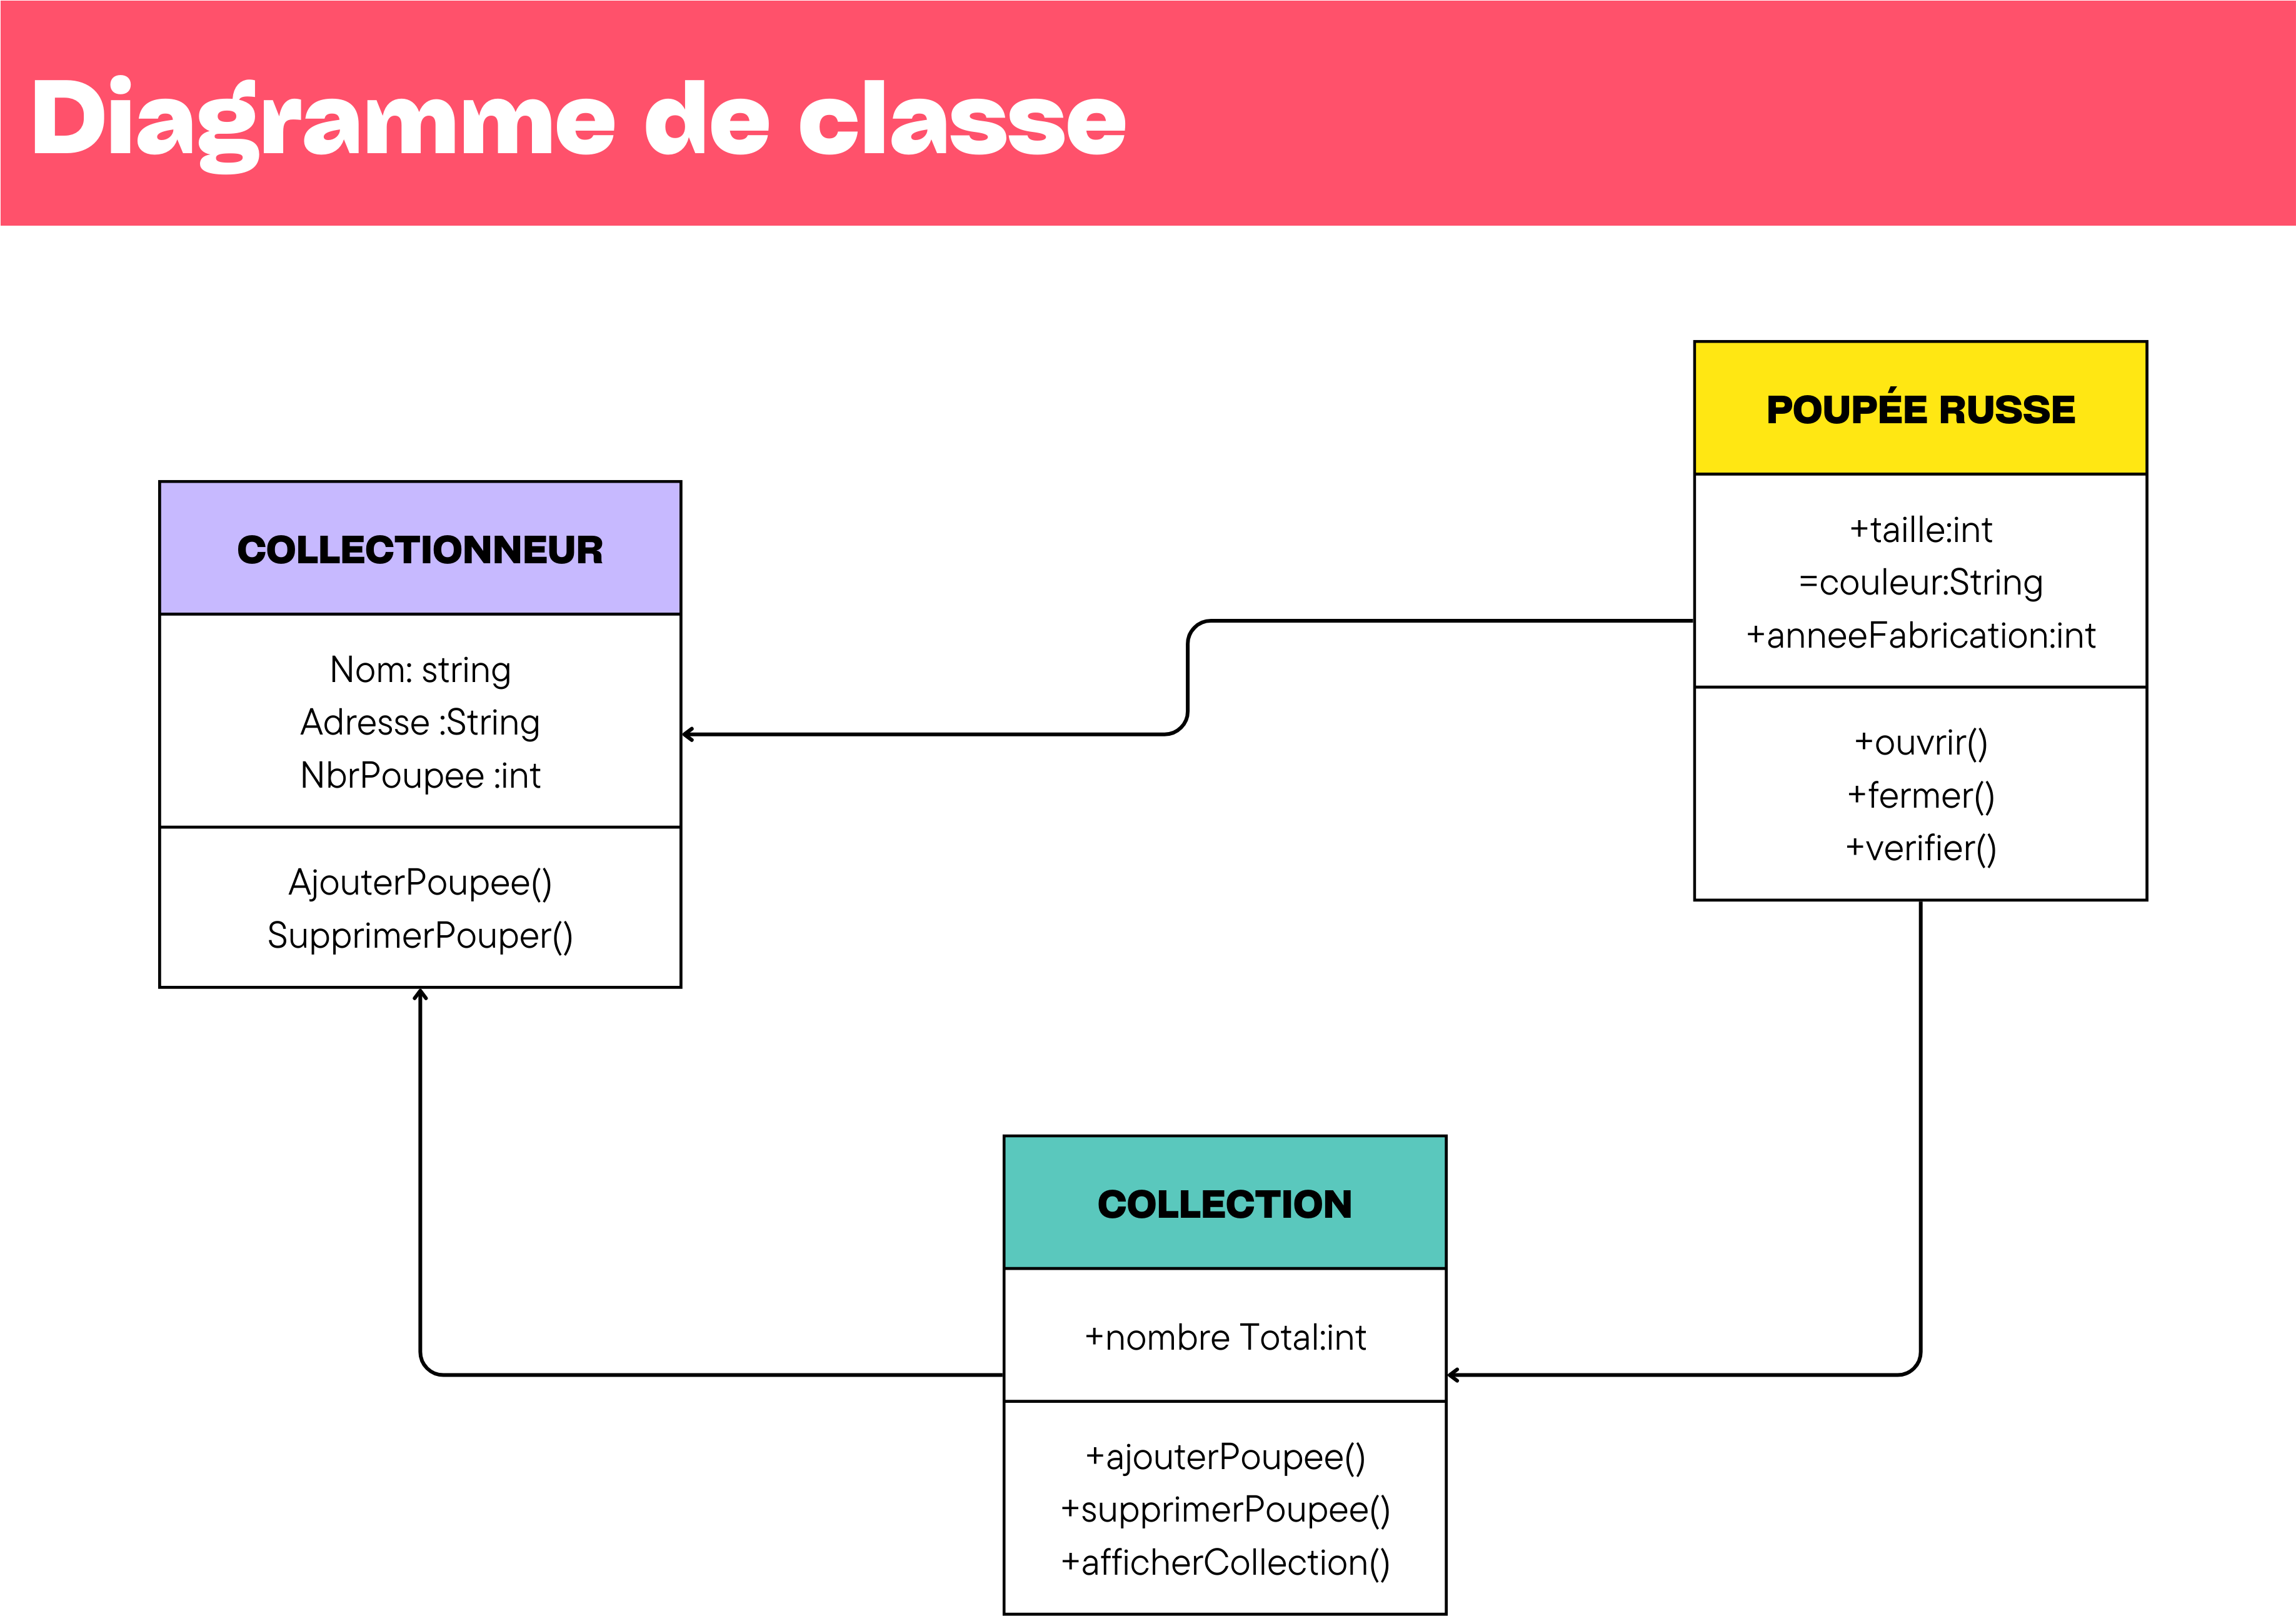 Diagramme de classe
POUPÉE RUSSE
+taille:int
=couleur:String
+anneeFabrication:int
+ouvrir()
+fermer()
+verifier()
COLLECTIONNEUR
Nom: string
Adresse :String
NbrPoupee :int
AjouterPoupee()
SupprimerPouper()
COLLECTION
+nombre Total:int
+ajouterPoupee()
+supprimerPoupee()
+afficherCollection()